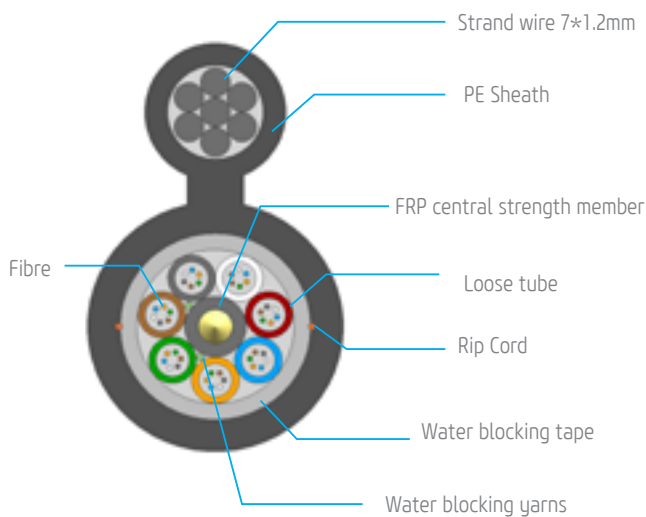 Strand wire 7*1.2mm
PE Sheath
FRP central strength member
Fibre
Loose tube
Rip Cord
Water blocking tape
Water blocking yarns